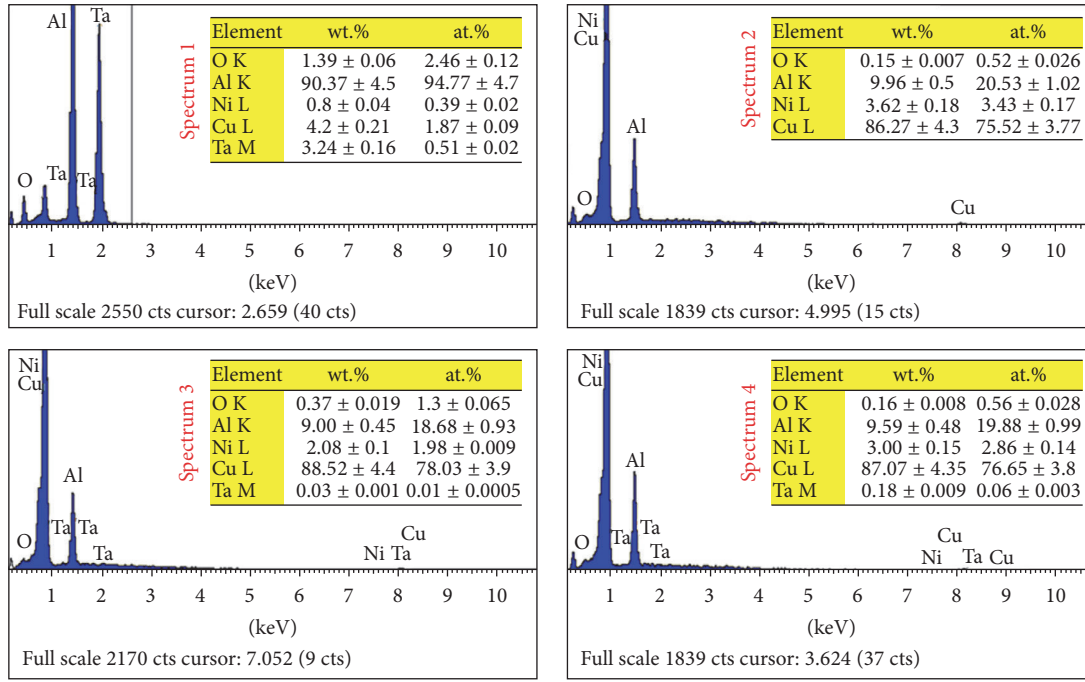 Spectrum 1
Al
Ta
O
Ta
Ta
Element wt.% at.%
O K 1.39 ± 0.06 2.46 ± 0.12
Al K 90.37 ± 4.5 94.77 ± 4.7
Ni L 0.8 ± 0.04 0.39 ± 0.02
Cu L 4.2 ± 0.21 1.87 ± 0.09
Ta M 3.24 ± 0.16 0.51 ± 0.02
1 2 3 4 5 6 7 8 9 10
(keV)
Full scale 2550 cts cursor: 2.659 (40 cts)
Spectrum 2
Ni
Cu
Al
O
Cu
Element wt.% at.%
O K 0.15 ± 0.007 0.52 ± 0.026
Al K 9.96 ± 0.5 20.53 ± 1.02
Ni L 3.62 ± 0.18 3.43 ± 0.17
Cu L 86.27 ± 4.3 75.52 ± 3.77
1 2 3 4 5 6 7 8 9 10
(keV)
Full scale 1839 cts cursor: 4.995 (15 cts)
Spectrum 3
Ni
Cu
Al
O
Ta Ta
Ta
Cu
Ni Ta
Element wt.% at.%
O K 0.37 ± 0.019 1.3 ± 0.065
Al K 9.00 ± 0.45 18.68 ± 0.93
Ni L 2.08 ± 0.1 1.98 ± 0.009
Cu L 88.52 ± 4.4 78.03 ± 3.9
Ta M 0.03 ± 0.001 0.01 ± 0.0005
1 2 3 4 5 6 7 8 9 10
(keV)
Full scale 2170 cts cursor: 7.052 (9 cts)
Spectrum 4
Ni
Cu
Al
O
Ta
Ta
Ta
Cu
Ni Ta Cu
Element wt.% at.%
O K 0.16 ± 0.008 0.56 ± 0.028
Al K 9.59 ± 0.48 19.88 ± 0.99
Ni L 3.00 ± 0.15 2.86 ± 0.14
Cu L 87.07 ± 4.35 76.65 ± 3.8
Ta M 0.18 ± 0.009 0.06 ± 0.003
1 2 3 4 5 6 7 8 9 10
(keV)
Full scale 1839 cts cursor: 3.624 (37 cts)